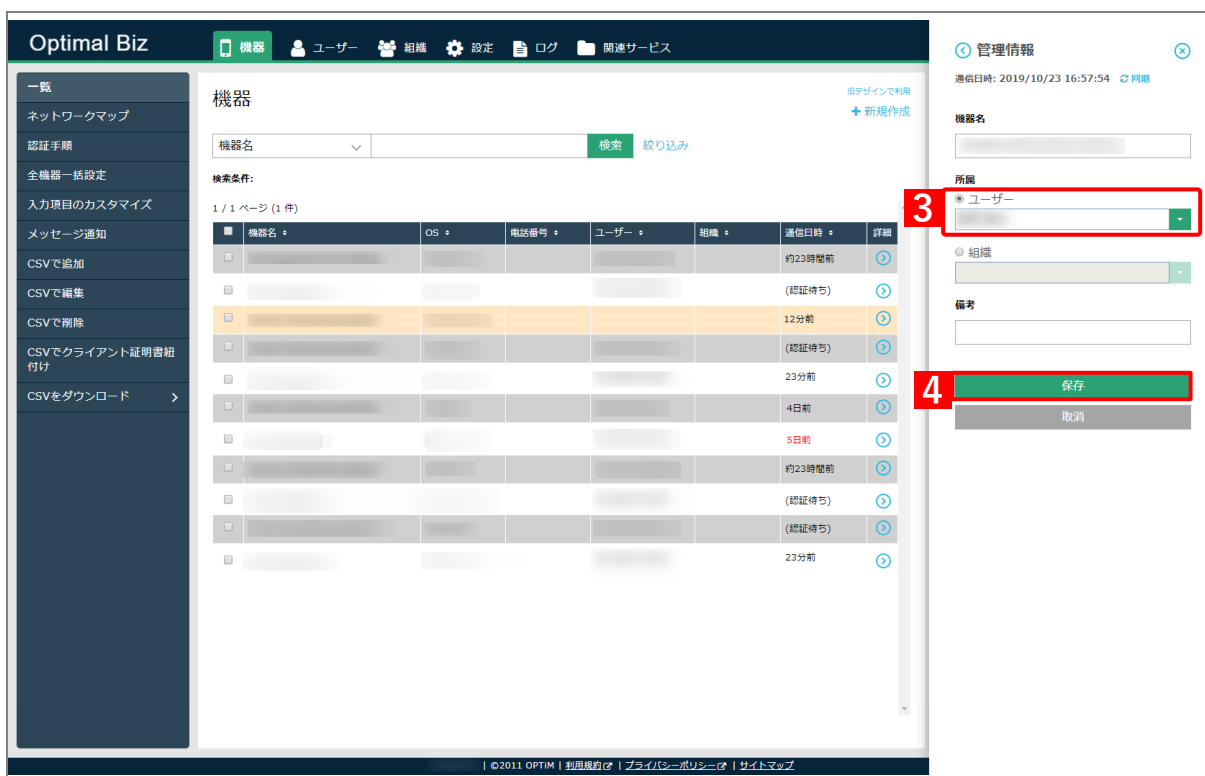 Optimal Biz
機器
ユーザー
組織
設定
ログ
関連サービス
一覧
ネットワークマップ
認証手順
全機器一括設定
入力項目のカスタマイズ
メッセージ通知
CSVで追加
CSVで編集
CSVで削除
CSVでクライアント証明書紐
付け
CSVをダウンロード
機器
旧デザインで利用
新規作成
機器名
検索
絞り込み
検索条件:
1 / 1 ページ (1 件)
機器名 OS 電話番号 ユーザー 組織 通信日時 詳細
約23時間前
(認証待ち)
12分前
(認証待ち)
23分前
4日前
5日前
約23時間前
(認証待ち)
(認証待ち)
23分前
管理情報
通信日時: 2019/10/23 16:57:54 同期
機器名
所属
3
ユーザー
組織
備考
4
保存
取消
| ©2011 OPTiM | 利用規約 | プライバシーポリシー | サイトマップ